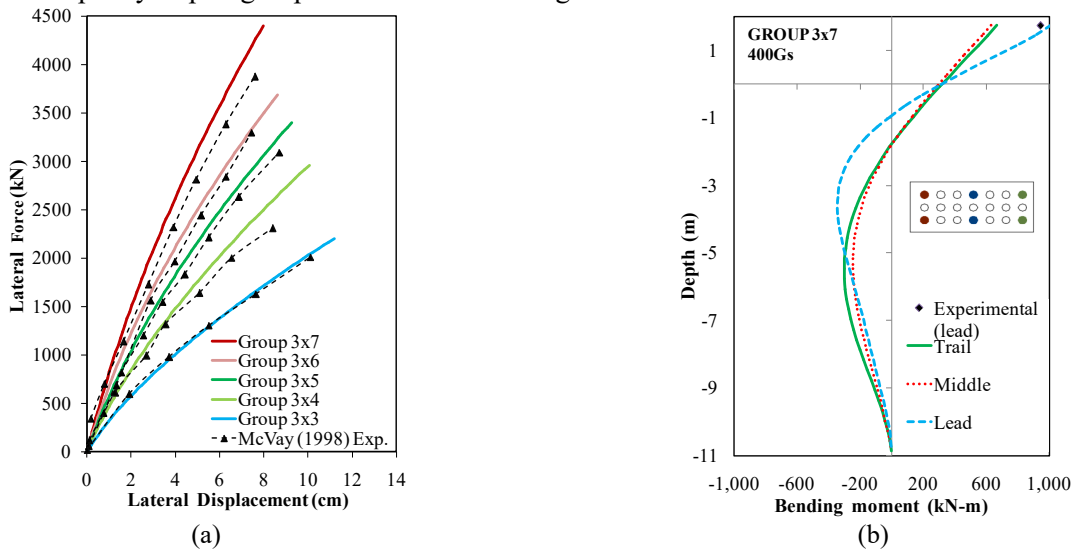 4500
4000
3500
3000
2500
2000
1500
1000
500
0
Lateral Force (kN)
Group 3x7
Group 3x6
Group 3x5
Group 3x4
Group 3x3
McVay (1998) Exp.
0 2 4 6 8 10 12 14
Lateral Displacement (cm)
(a)
GROUP 3x7
400Gs
1
-1
-3
-5
-7
-9
-11
Depth (m)
Experimental
(lead)
Trail
Middle
Lead
-1,000 -600 -200 200 600 1,000
Bending moment (kN-m)
(b)